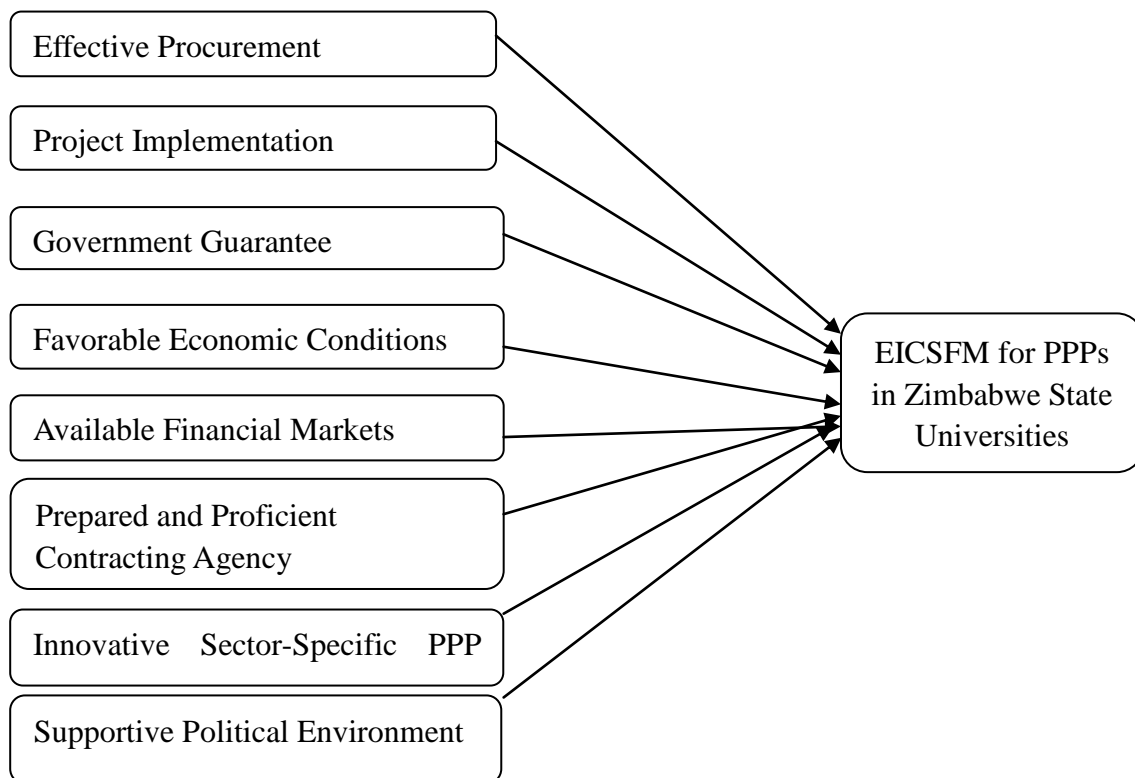 Effective Procurement
Project Implementation
Government Guarantee
Favorable Economic Conditions
Available Financial Markets
Prepared and Proficient
Contracting Agency
Innovative Sector-Specific PPP
Supportive Political Environment
EICSFM for PPPs
in Zimbabwe State
Universities